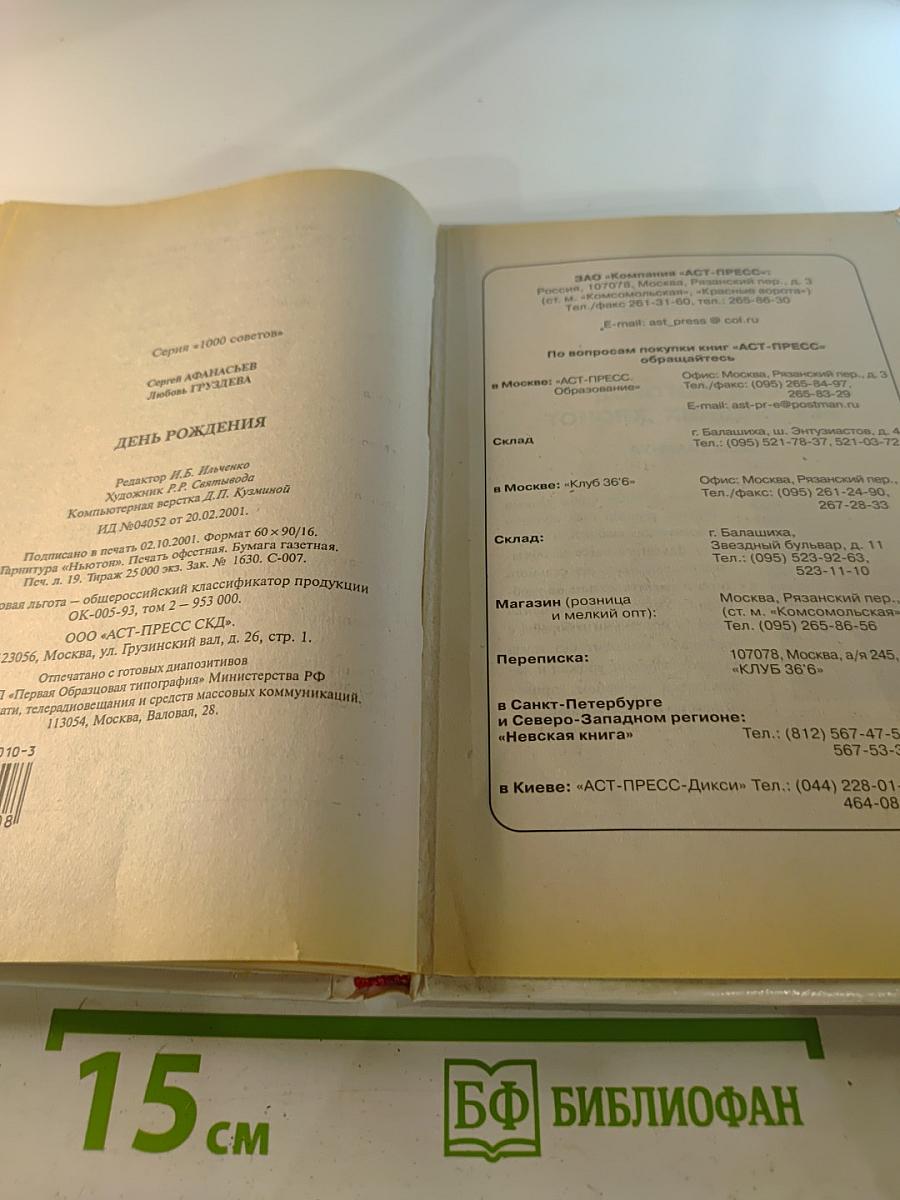 Серия «1000 советов»
Сергей АФАНАСЬЕВ
Любовь ГРУЗДЕВА
ДЕНЬ РОЖДЕНИЯ
Редактор И.Б. Ильченко
Художник Р.Р. Святывода
Компьютерная верстка Д.П. Кузминой
ИД №04052 от 20.02.2001.
Подписано в печать 02.10.2001. Формат 60×90/16.
Гарнитура «Ньютон». Печать офсетная. Бумага газетная.
Печ. л. 19. Тираж 25 000 экз. Зак. № 1630. С-007.
овая льгота – общероссийский классификатор продукции
ОК-005-93, том 2 – 953 000.
ООО «АСТ-ПРЕСС СКД».
23056, Москва, ул. Грузинский вал, д. 26, стр. 1.
Отпечатано с готовых диапозитивов
П «Первая Образцовая типография» Министерства РФ
ати, телерадиовещания и средств массовых коммуникаций.
113054, Москва, Валовая, 28.
010-3
ЗАО «Компания «АСТ-ПРЕСС»:
Россия, 107078, Москва, Рязанский пер., д. 3
(ст. м. «Комсомольская», «Красные ворота»)
Тел./факс 261-31-60, тел.: 265-86-30
E-mail: ast_press @ col.ru
По вопросам покупки книг «АСТ-ПРЕСС»
обращайтесь
в Москве: «АСТ-ПРЕСС. Офис: Москва, Рязанский пер., д. 3
Образование» Тел./факс: (095) 265-84-97,
265-83-29
E-mail: ast-pr-e@postman.ru
г. Балашиха, ш. Энтузиастов, д. 4
Склад Тел.: (095) 521-78-37, 521-03-72
в Москве: «Клуб 36'6» Офис: Москва, Рязанский пер.,
Тел./факс: (095) 261-24-90,
267-28-33
Склад: г. Балашиха,
Звездный бульвар, д. 11
Тел.: (095) 523-92-63,
523-11-10
Магазин (розница Москва, Рязанский пер.,
и мелкий опт): (ст. м. «Комсомольская»
Тел. (095) 265-86-56
Переписка: 107078, Москва, а/я 245,
«КЛУБ 36'6»
в Санкт-Петербурге
и Северо-Западном регионе:
«Невская книга» Тел.: (812) 567-47-5
567-53-3
в Киеве: «АСТ-ПРЕСС-Дикси» Тел.: (044) 228-01-
464-08
15 см
БФ БИБЛИОФАН